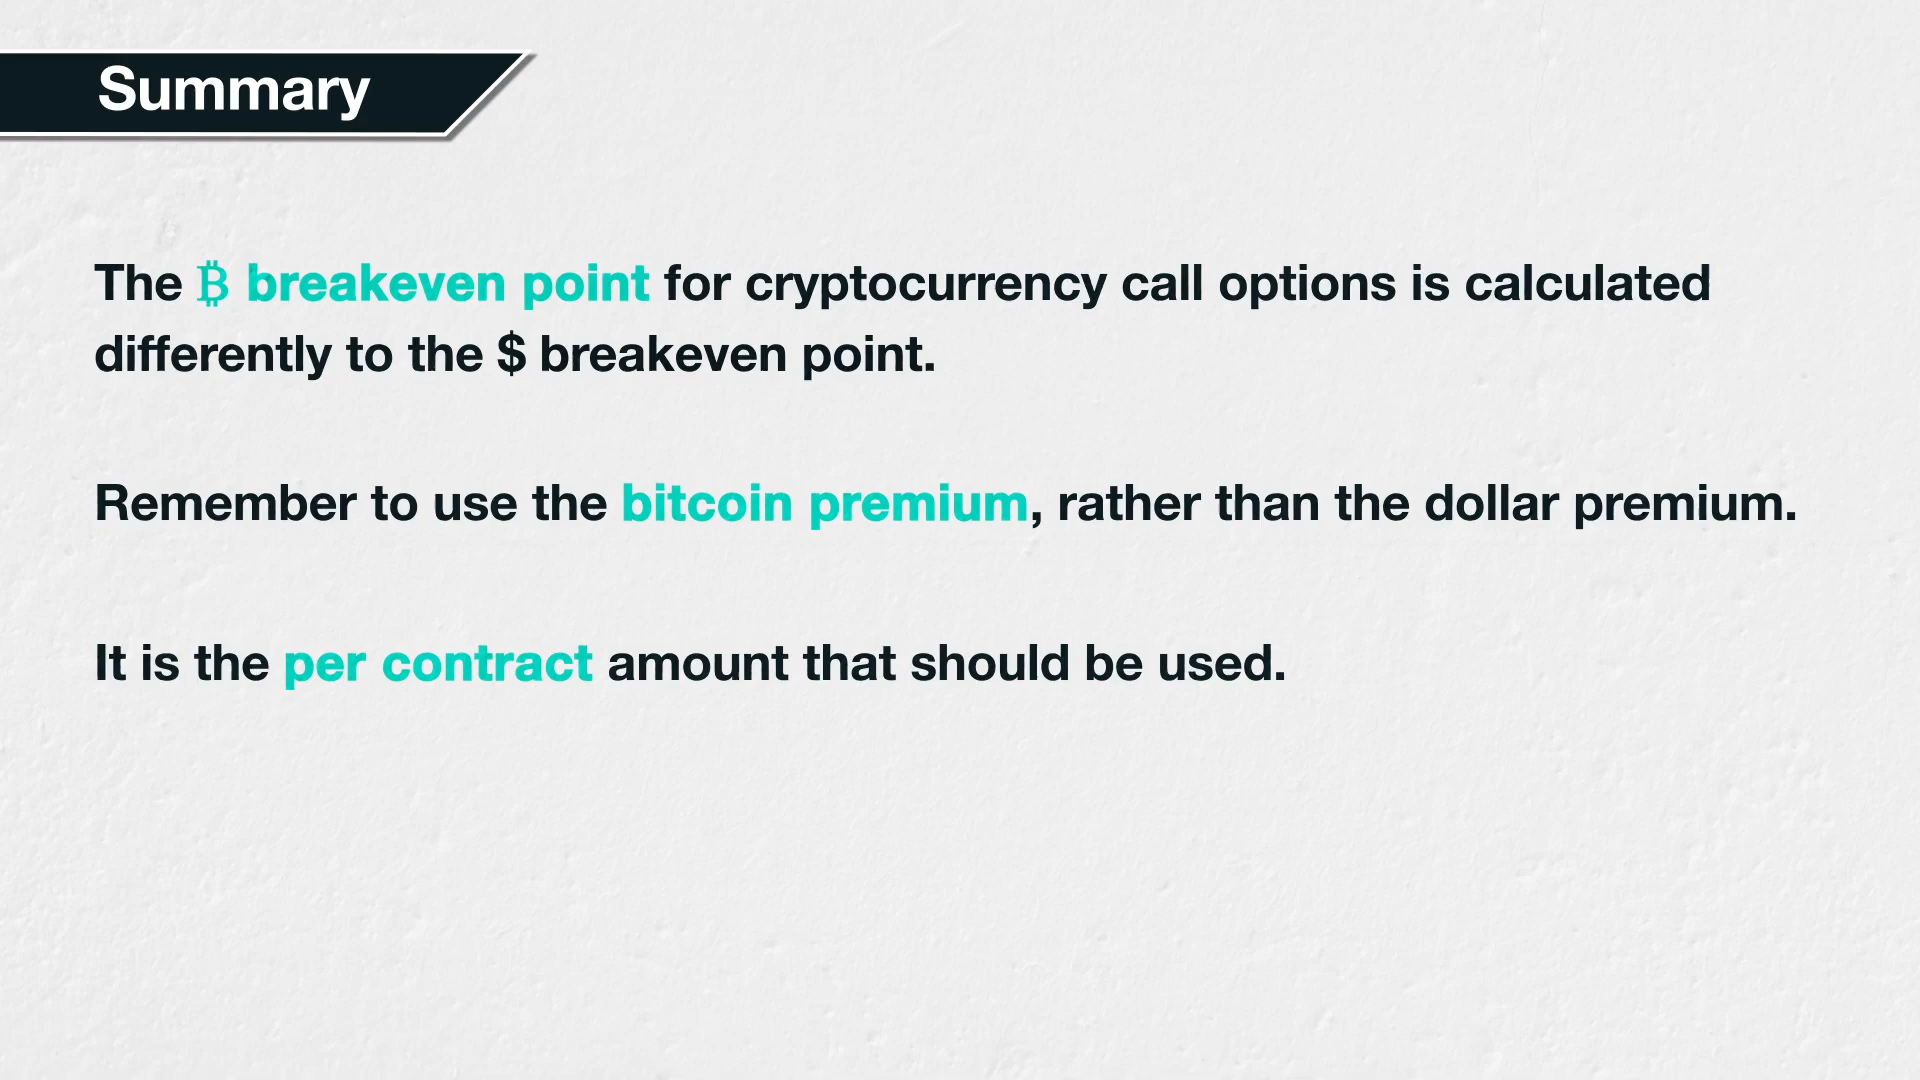 Summary
The ₿ breakeven point for cryptocurrency call options is calculated
differently to the $ breakeven point.
Remember to use the bitcoin premium, rather than the dollar premium.
It is the per contract amount that should be used.